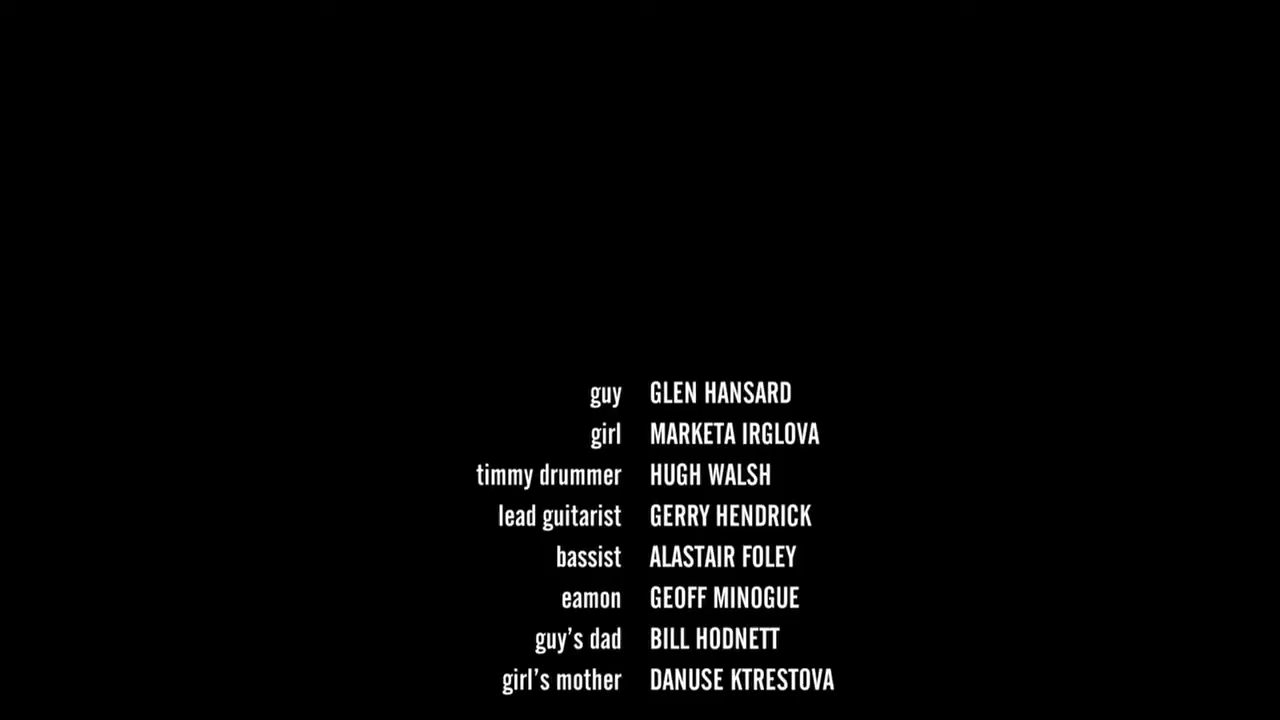 guy GLEN HANSARD
girl MARKETA IRGLOVA
timmy drummer HUGH WALSH
lead guitarist GERRY HENDRICK
bassist ALASTAIR FOLEY
eamon GEOFF MINOGUE
guy's dad BILL HODNETT
girl's mother DANUSE KTRESTOVA